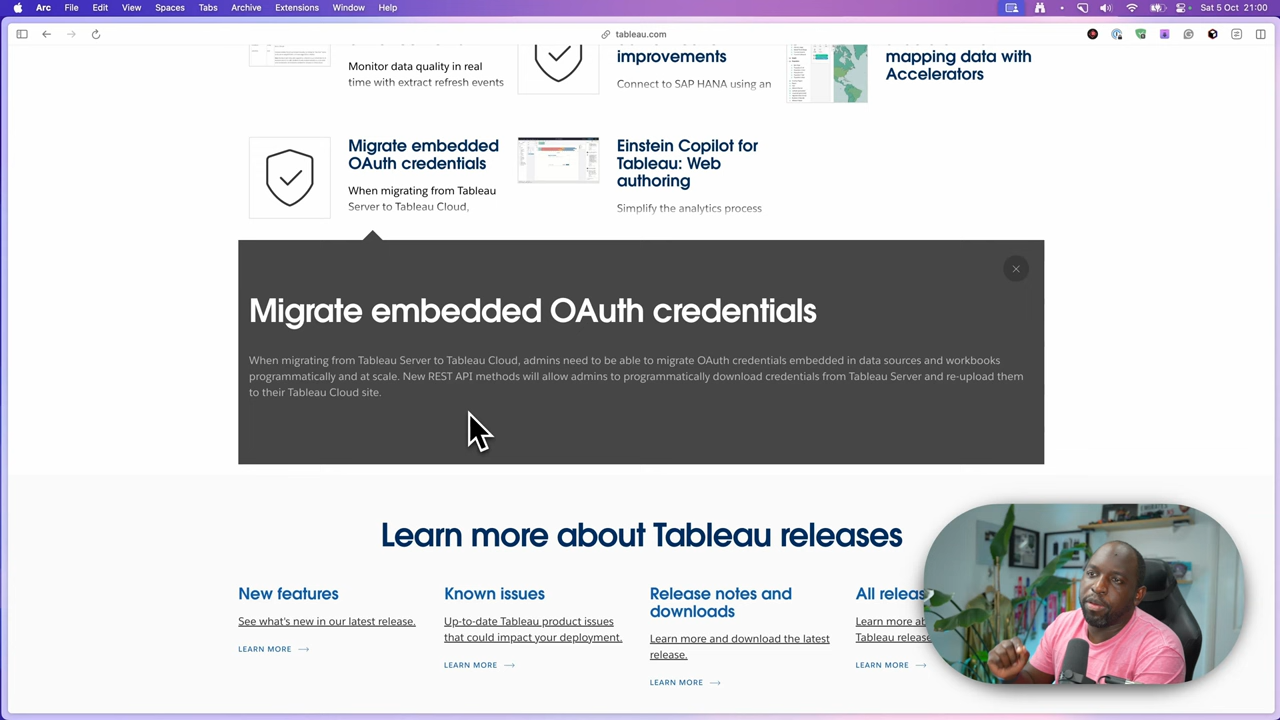 Arc File Edit View Spaces Tabs Archive Extensions Window Help Sat 5 Oct 21:00
tableau.com
Monitor data quality in real
time with extract refresh events
improvements
Connect to SAP HANA using an
mapping data with
Accelerators
Migrate embedded
OAuth credentials
When migrating from Tableau
Server to Tableau Cloud,
Einstein Copilot for
Tableau: Web
authoring
Simplify the analytics process
Migrate embedded OAuth credentials
When migrating from Tableau Server to Tableau Cloud, admins need to be able to migrate OAuth credentials embedded in data sources and workbooks
programmatically and at scale. New REST API methods will allow admins to programmatically download credentials from Tableau Server and re-upload them
to their Tableau Cloud site.
Learn more about Tableau releases
New features
See what's new in our latest release.
LEARN MORE
Known issues
Up-to-date Tableau product issues
that could impact your deployment.
LEARN MORE
Release notes and
downloads
Learn more and download the latest
release.
LEARN MORE
All releas
Learn more ab
Tableau release
LEARN MORE